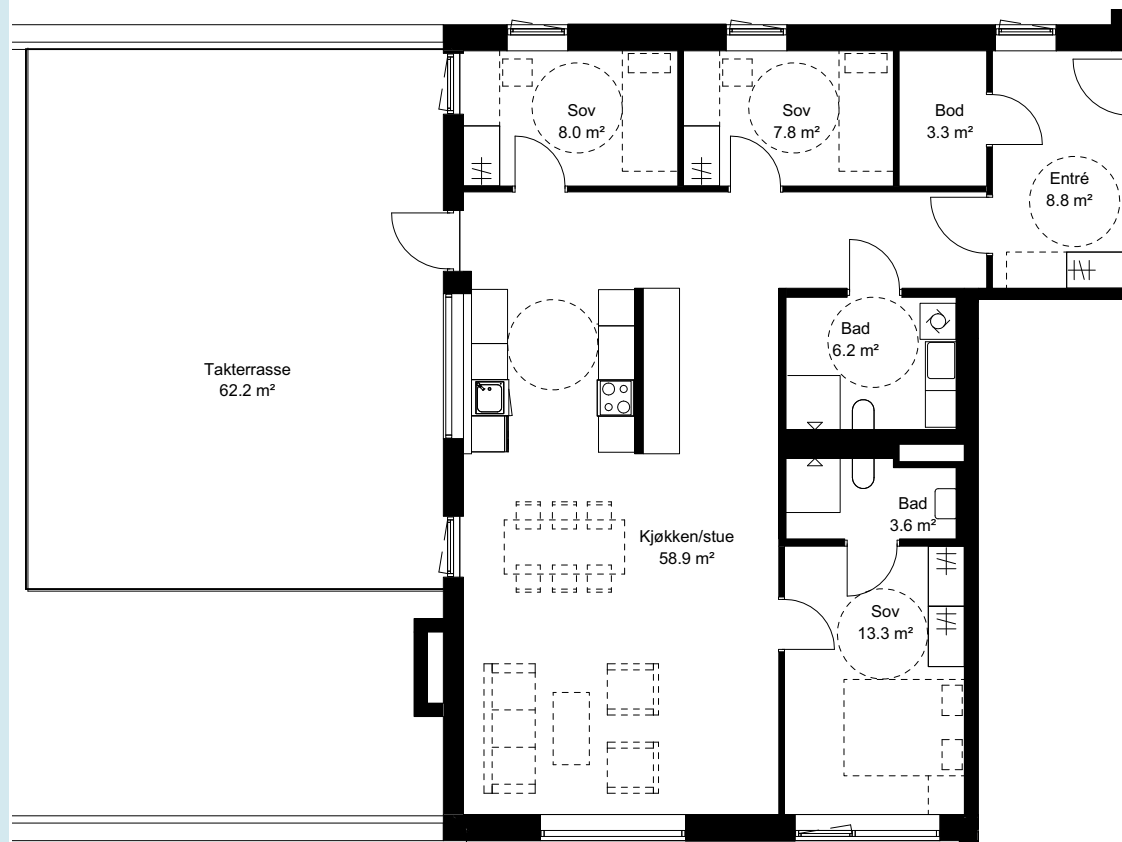 Sov
8.0 m²
Sov
7.8 m²
Bod
3.3 m²
Entré
8.8 m²
Bad
6.2 m²
Takterrasse
62.2 m²
Bad
3.6 m²
Kjøkken/stue
58.9 m²
Sov
13.3 m²